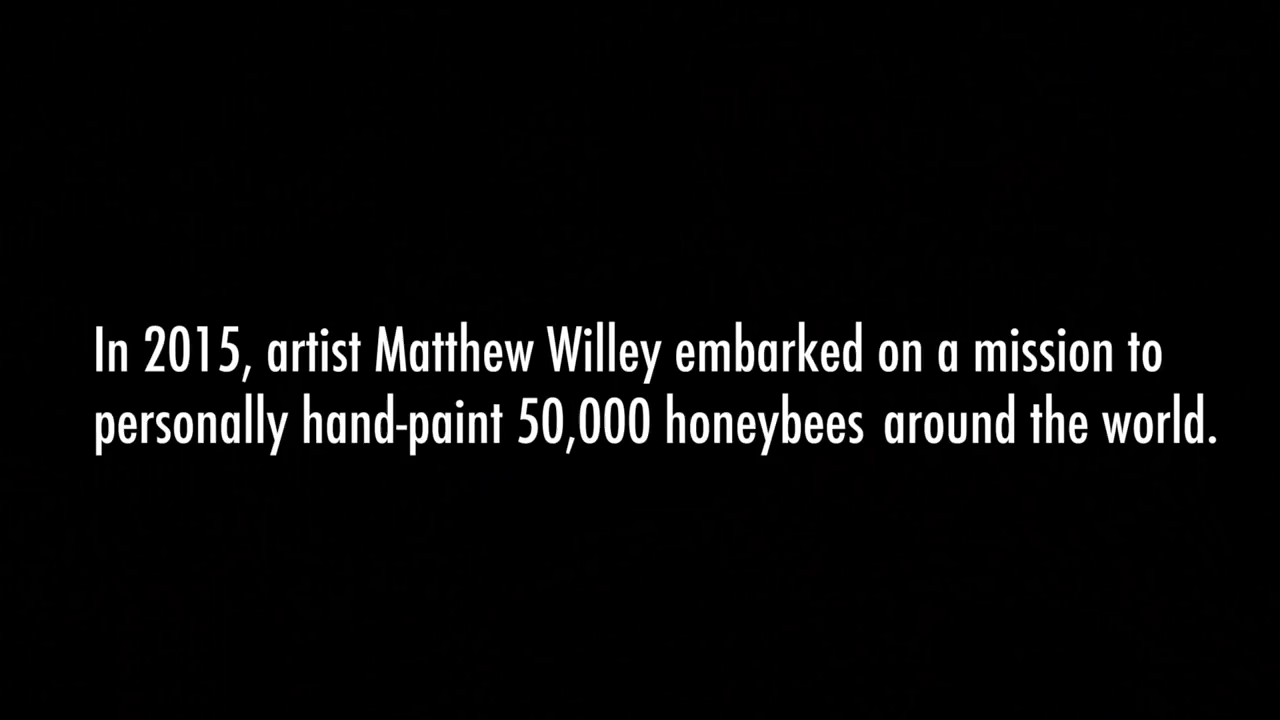 In 2015, artist Matthew Willey embarked on a mission to
personally hand-paint 50,000 honeybees around the world.